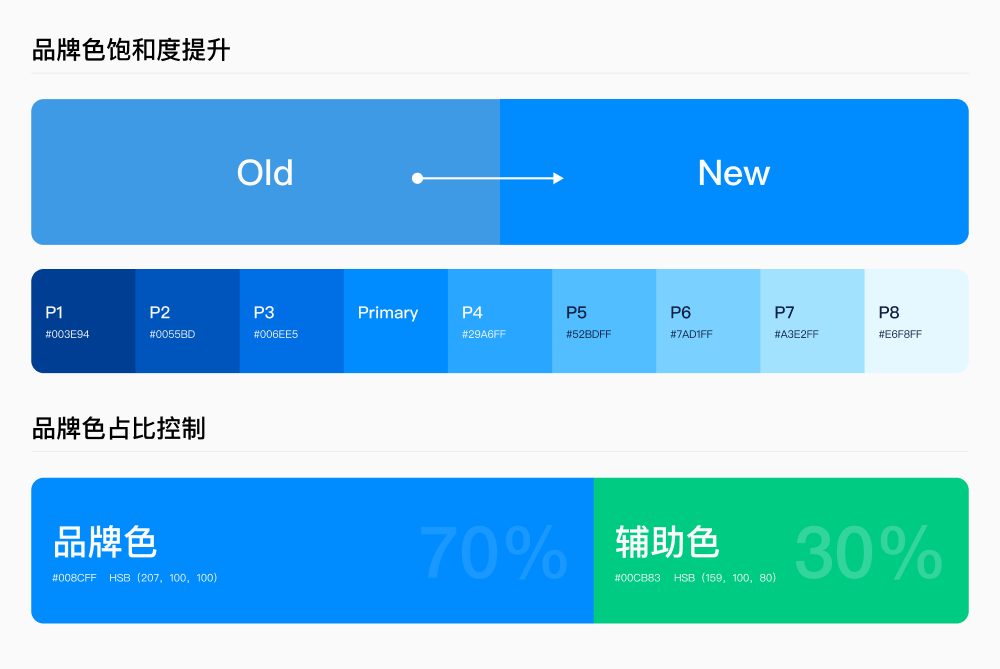 品牌色饱和度提升
Old
New
P1
P2
P3
Primary
P4
P5
P6
P7
P8
#003E94
#0055BD
#006EE5
#29A6FF
#52BDFF
#7AD1FF
#A3E2FF
#E6F8FF
品牌色占比控制
品牌色
70%
#008CFF HSB（207，100，100）
辅助色
30%
#00CB83 HSB（159，100，80）